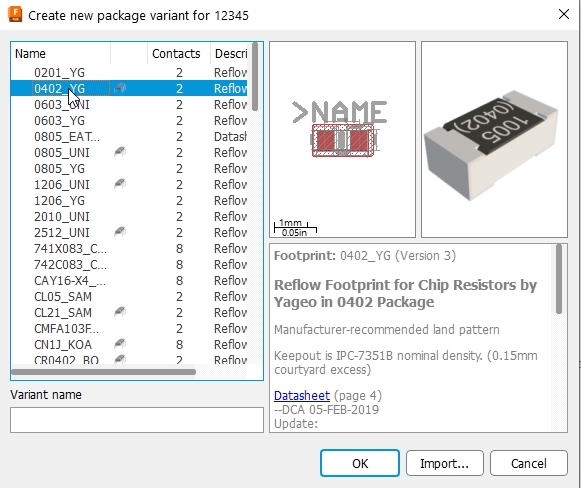 Create new package variant for 12345
Name Contacts Descri
0201_YG 2 Reflow
0402_YG 2 Reflow
0603_UNI 2 Reflow
0603_YG 2 Reflow
0805_EAT... 2 Datash
0805_UNI 2 Reflow
0805_YG 2 Reflow
1206_UNI 2 Reflow
1206_YG 2 Reflow
2010_UNI 2 Reflow
2512_UNI 2 Reflow
741X083_C... 8 Reflow
742C083_C... 8 Reflow
CAY16-X4_... 8 Reflow
CL05_SAM 2 Reflow
CL21_SAM 2 Reflow
CMFA103F... 2 Reflow
CN1J_KOA 8 Reflow
CR0402_BO 2 Reflow
Variant name
>NAME
1mm
0.05in
1005
(0402)
Footprint: 0402_YG (Version 3)
Reflow Footprint for Chip Resistors by
Yageo in 0402 Package
Manufacturer-recommended land pattern
Keepout is IPC-7351B nominal density. (0.15mm
courtyard excess)
Datasheet (page 4)
--DCA 05-FEB-2019
Update:
OK Import... Cancel